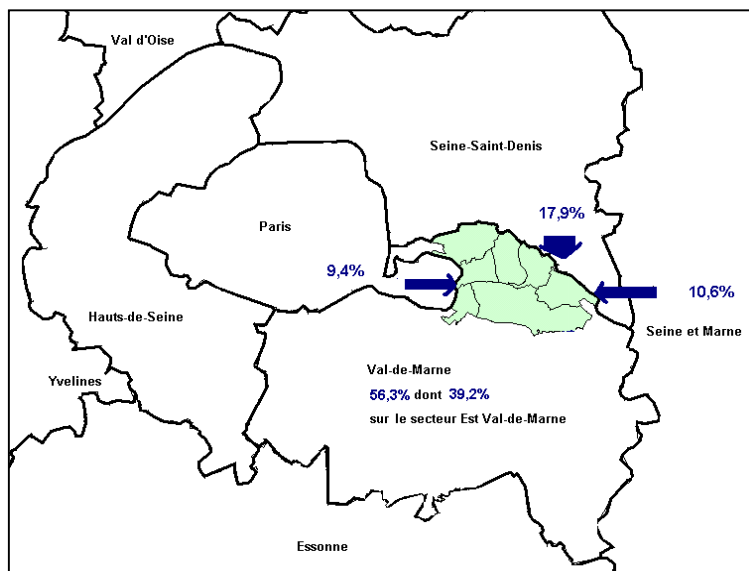 Val d'Oise
Seine-Saint-Denis
17,9%
Paris
9,4%
10,6%
Hauts-de-Seine
Seine et Marne
Val-de-Marne
Yvelines
56,3% dont 39,2%
sur le secteur Est Val-de-Marne
Essonne